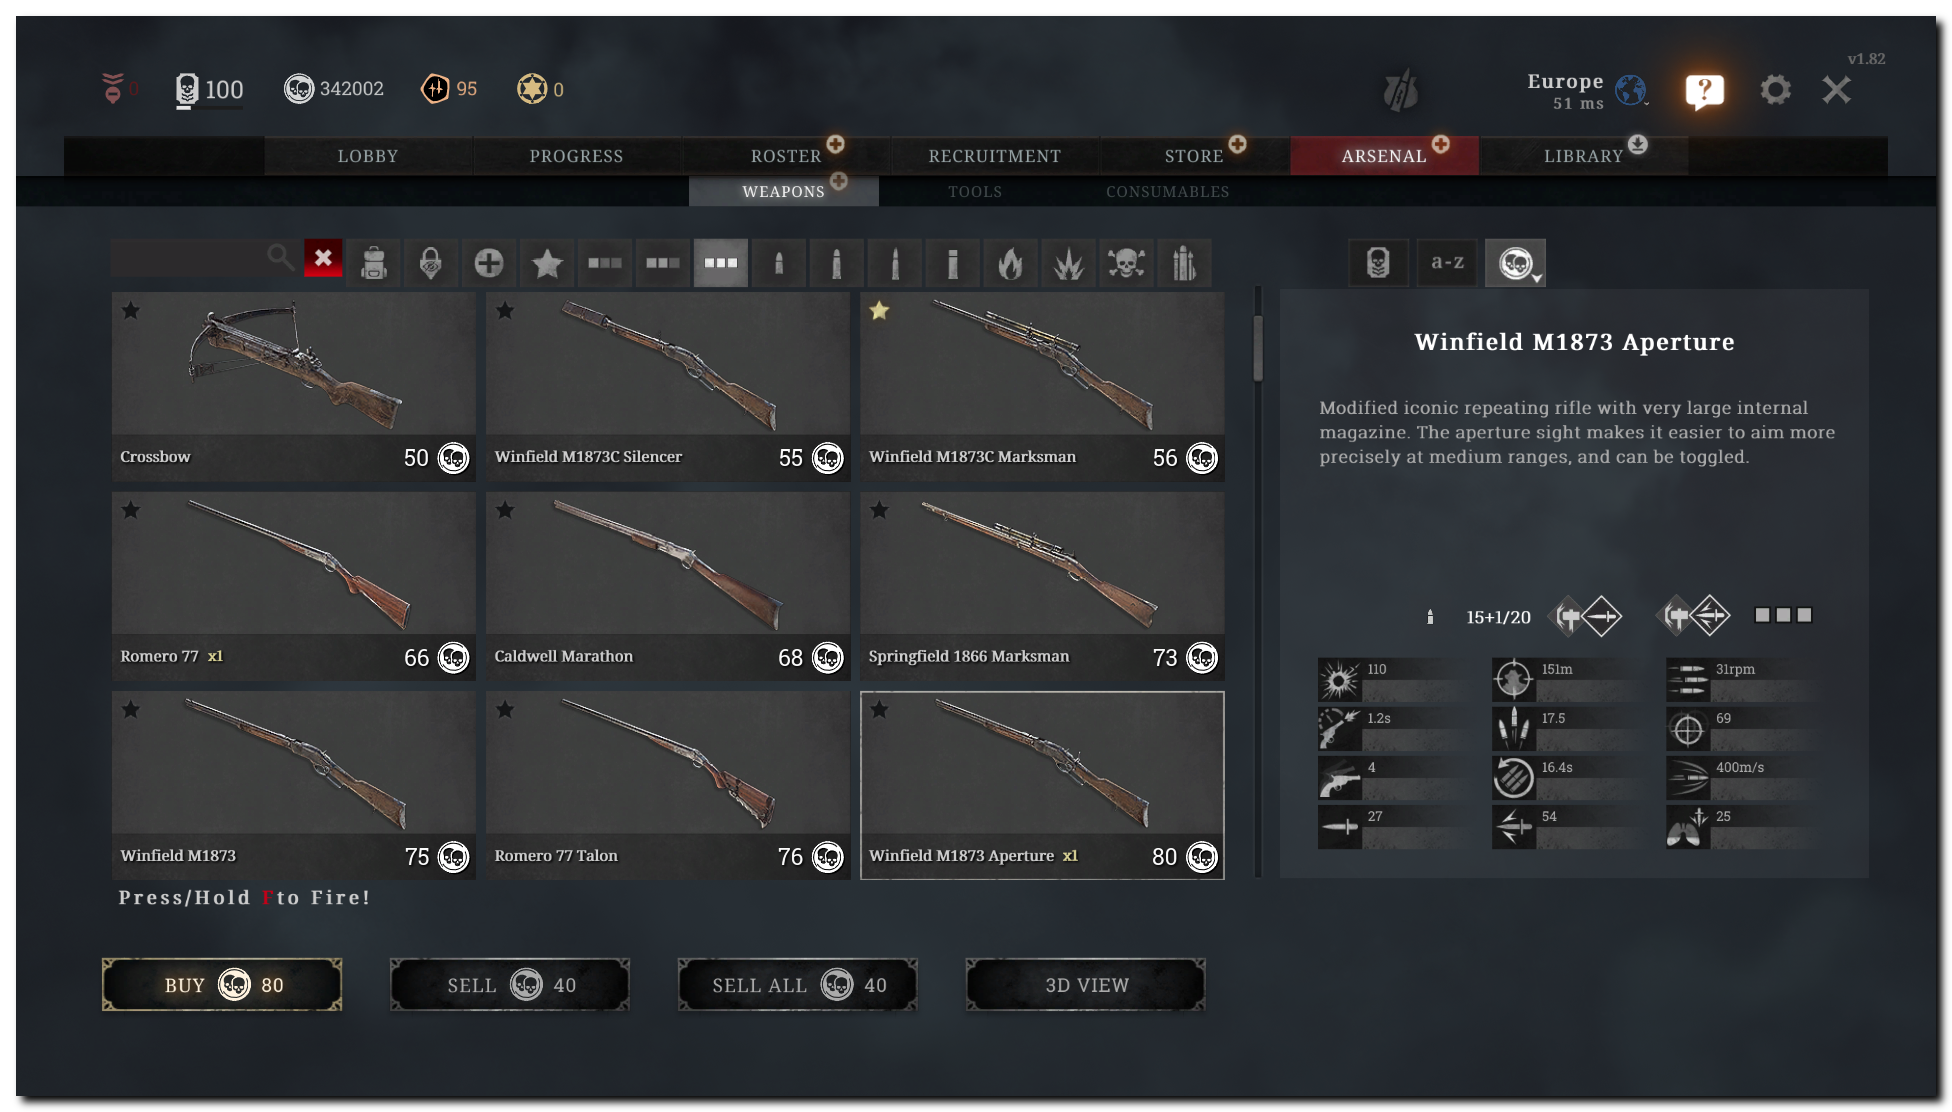 v1.82
0
100
342002
95
0
Europe
51 ms
?
LOBBY
PROGRESS
ROSTER
RECRUITMENT
STORE
ARSENAL
LIBRARY
WEAPONS
TOOLS
CONSUMABLES
a-z
Crossbow 50
Winfield M1873C Silencer 55
Winfield M1873C Marksman 56
Romero 77 x1 66
Caldwell Marathon 68
Springfield 1866 Marksman 73
Winfield M1873 75
Romero 77 Talon 76
Winfield M1873 Aperture x1 80
Press/Hold F to Fire!
BUY 80
SELL 40
SELL ALL 40
3D VIEW
Winfield M1873 Aperture
Modified iconic repeating rifle with very large internal
magazine. The aperture sight makes it easier to aim more
precisely at medium ranges, and can be toggled.
15+1/20
110
151m
31rpm
1.2s
17.5
69
4
16.4s
400m/s
27
54
25